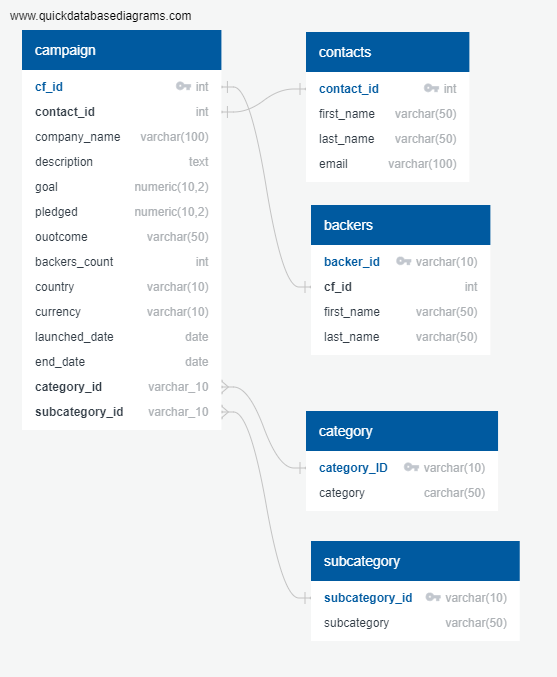 www.quickdatabasediagrams.com
campaign
cf_id int
contact_id int
company_name varchar(100)
description text
goal numeric(10,2)
pledged numeric(10,2)
ouotcome varchar(50)
backers_count int
country varchar(10)
currency varchar(10)
launched_date date
end_date date
category_id varchar_10
subcategory_id varchar_10
contacts
contact_id int
first_name varchar(50)
last_name varchar(50)
email varchar(100)
backers
backer_id varchar(10)
cf_id int
first_name varchar(50)
last_name varchar(50)
category
category_ID varchar(10)
category carchar(50)
subcategory
subcategory_id varchar(10)
subcategory varchar(50)